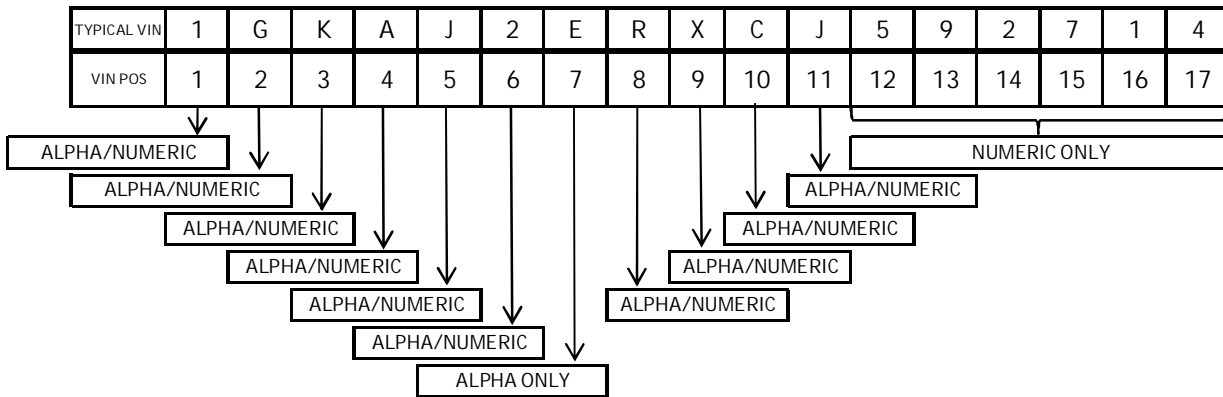 TYPICAL VIN 1 G K A J 2 E R X C J 5 9 2 7 1 4
VIN POS 1 2 3 4 5 6 7 8 9 10 11 12 13 14 15 16 17
ALPHA/NUMERIC NUMERIC ONLY
ALPHA/NUMERIC ALPHA/NUMERIC
ALPHA/NUMERIC ALPHA/NUMERIC
ALPHA/NUMERIC ALPHA/NUMERIC
ALPHA/NUMERIC ALPHA/NUMERIC
ALPHA/NUMERIC
ALPHA ONLY